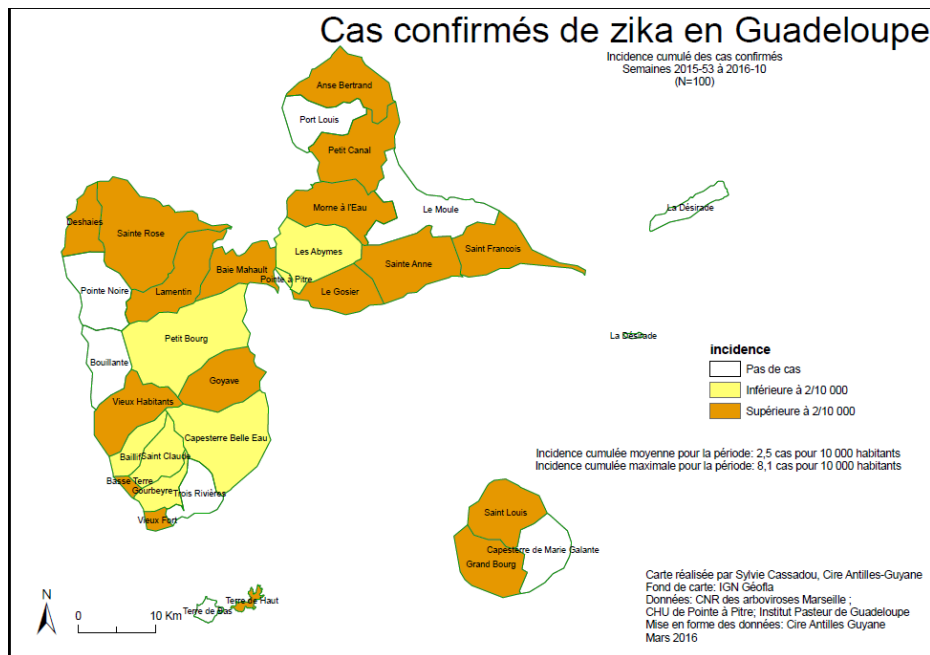 Cas confirmés de zika en Guadeloupe
Incidence cumulé des cas confirmés
Semaines 2015-53 à 2016-10
(N=100)
Anse Bertrand
Port Louis
Petit Canal
Morne à l'Eau
Le Moule
La Désirade
Deshaies
Sainte Rose
Les Abymes
Saint Francois
Sainte Anne
Baie Mahault
Pointe à Pitre
Pointe Noire
Lamentin
Le Gosier
Petit Bourg
La Désirade
Bouillante
Goyave
Vieux Habitants
Capesterre Belle Eau
Baillif
Saint Claude
Basse Terre
Gourbeyre
Trois Rivières
Vieux Fort
incidence
Pas de cas
Inférieure à 2/10 000
Supérieure à 2/10 000
Incidence cumulée moyenne pour la période: 2,5 cas pour 10 000 habitants
Incidence cumulée maximale pour la période: 8,1 cas pour 10 000 habitants
Saint Louis
Capesterre de Marie Galante
Grand Bourg
Terre de Haut
Terre de Bas
N
0
10 Km
Carte réalisée par Sylvie Cassadou, Cire Antilles-Guyane
Fond de carte: IGN Géofla
Données: CNR des arboviroses Marseille ;
CHU de Pointe à Pitre; Institut Pasteur de Guadeloupe
Mise en forme des données: Cire Antilles Guyane
Mars 2016